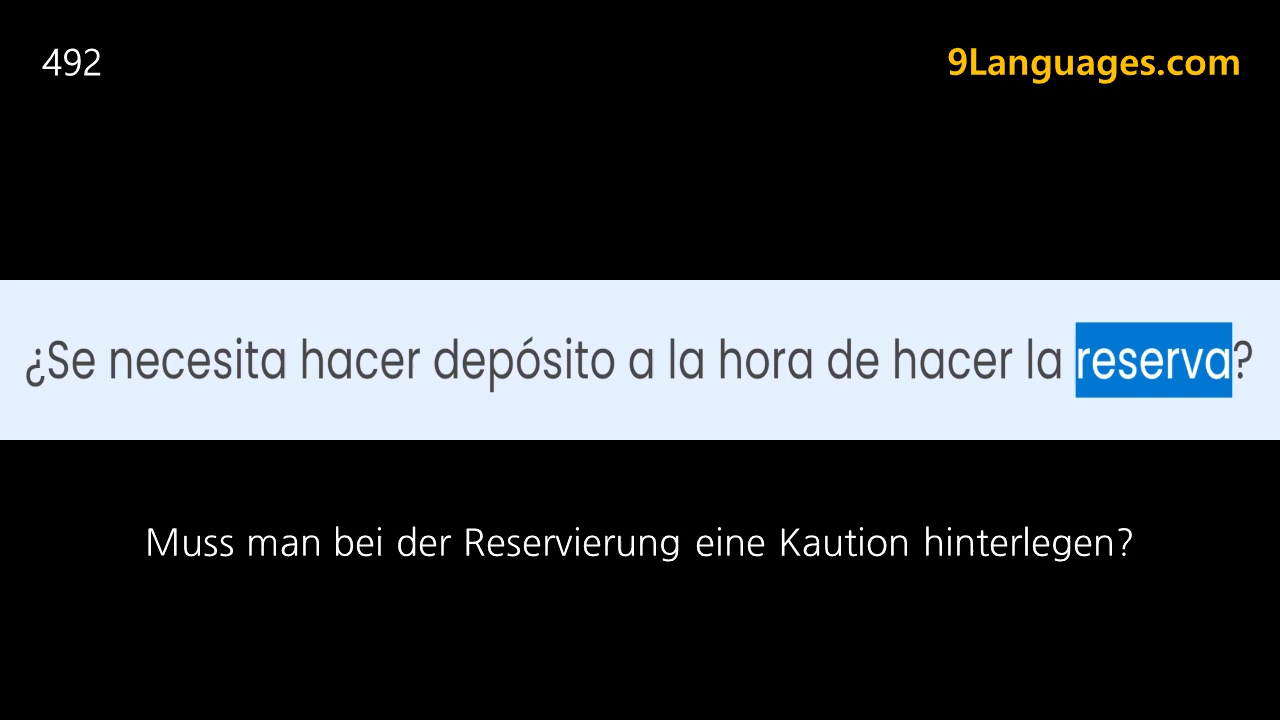 492
9Languages.com
¿Se necesita hacer depósito a la hora de hacer la reserva?
Muss man bei der Reservierung eine Kaution hinterlegen?